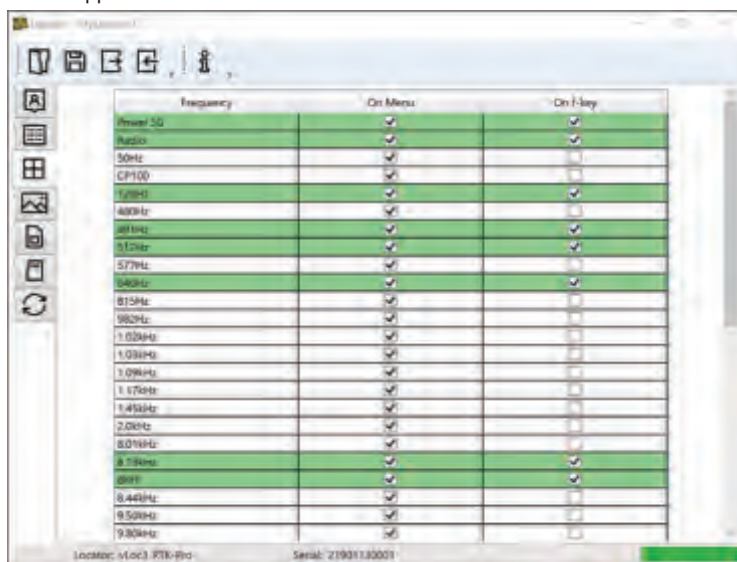 Frequency On Menu On f-key
Power 50
Radio
50Hz
CP100
128Hz
480Hz
491Hz
512Hz
577Hz
640Hz
815Hz
982Hz
1.02kHz
1.03kHz
1.09kHz
1.17kHz
1.45kHz
2.0kHz
8.01kHz
8.19kHz
8.44kHz
9.50kHz
9.80kHz
Locator: vLoc3 RTK-Pro Serial: 21901130001